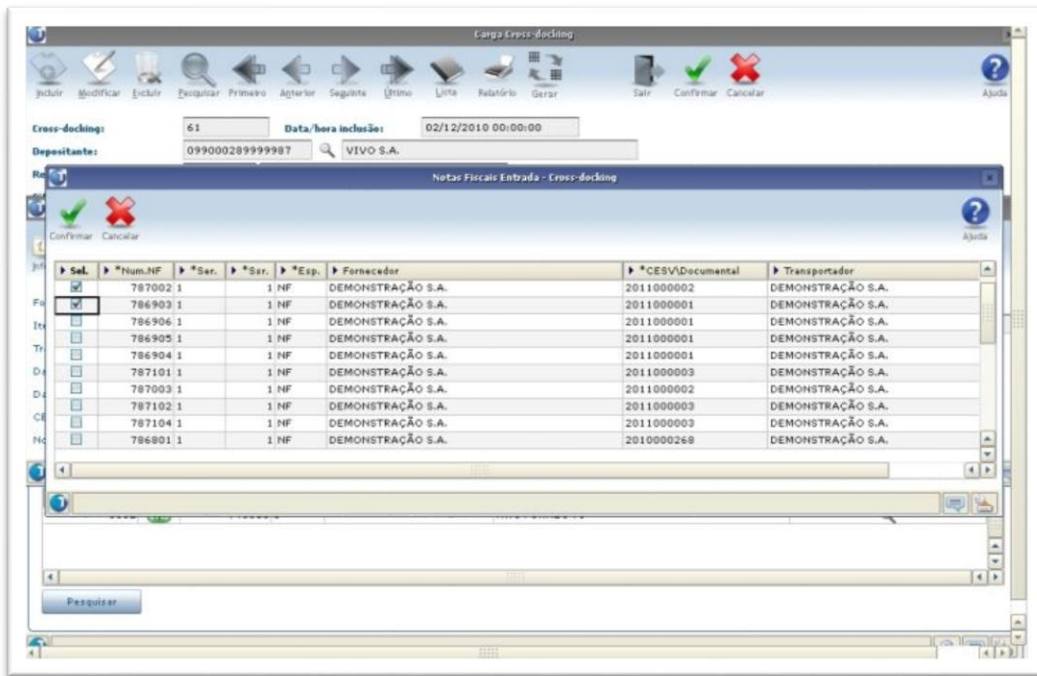 Carga Cross-docking
Incluir Modificar Excluir Pesquisar Primeiro Anterior Seguinte Último Lista Relatório Gerar Sair Confirmar Cancelar Ajuda
Cross-docking: 61 Data/hora inclusão: 02/12/2010 00:00:00
Depositante: 099000289999987 VIVO S.A.
Re
Notas Fiscais Entrada - Cross-docking
Confirmar Cancelar Ajuda
Sel. *Num.NF *Ser. *Ssr. *Esp. Fornecedor *CESV\Documental Transportador
787002 1 1 NF DEMONSTRAÇÃO S.A. 2011000002 DEMONSTRAÇÃO S.A.
786903 1 1 NF DEMONSTRAÇÃO S.A. 2011000001 DEMONSTRAÇÃO S.A.
786906 1 1 NF DEMONSTRAÇÃO S.A. 2011000001 DEMONSTRAÇÃO S.A.
786905 1 1 NF DEMONSTRAÇÃO S.A. 2011000001 DEMONSTRAÇÃO S.A.
786904 1 1 NF DEMONSTRAÇÃO S.A. 2011000001 DEMONSTRAÇÃO S.A.
787101 1 1 NF DEMONSTRAÇÃO S.A. 2011000003 DEMONSTRAÇÃO S.A.
787003 1 1 NF DEMONSTRAÇÃO S.A. 2011000002 DEMONSTRAÇÃO S.A.
787102 1 1 NF DEMONSTRAÇÃO S.A. 2011000003 DEMONSTRAÇÃO S.A.
787104 1 1 NF DEMONSTRAÇÃO S.A. 2011000003 DEMONSTRAÇÃO S.A.
786801 1 1 NF DEMONSTRAÇÃO S.A. 2010000268 DEMONSTRAÇÃO S.A.
Pesquisar